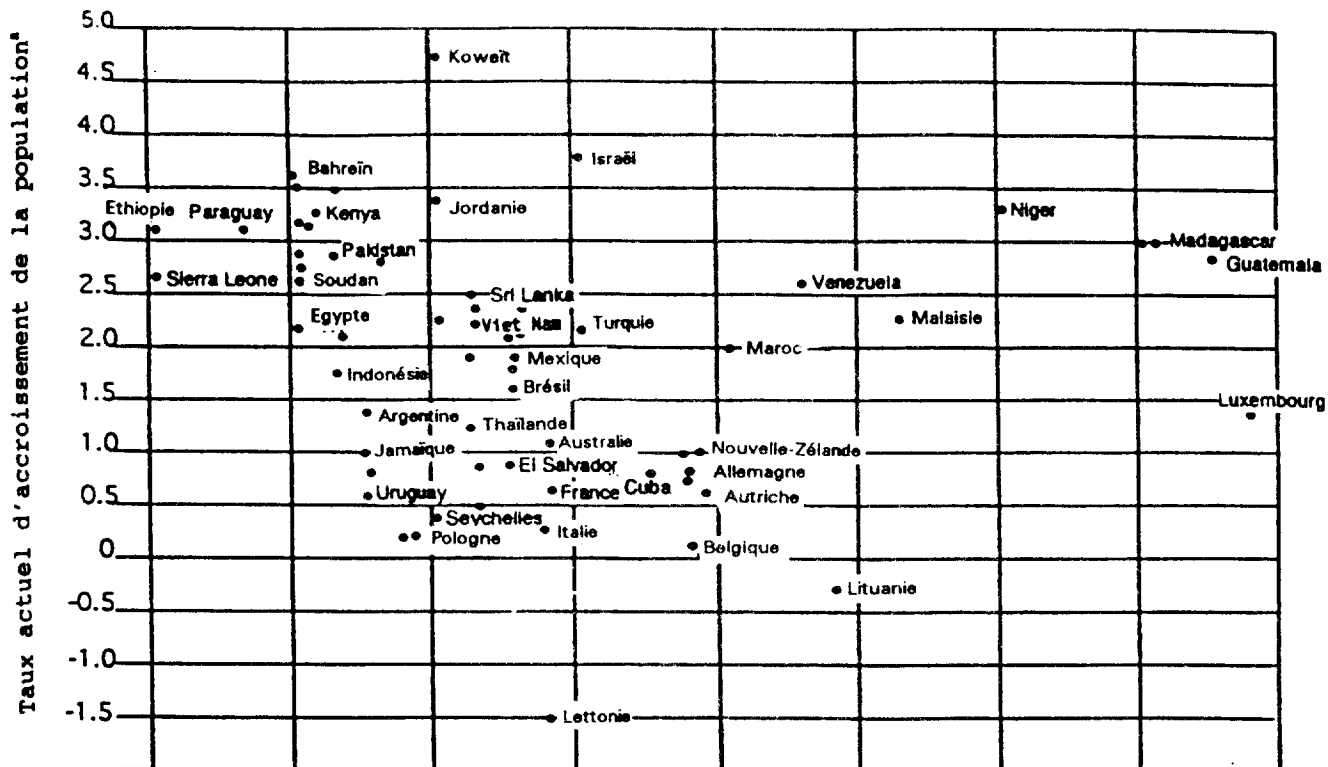 Taux actuel d'accroissement de la populationª
5.0
Koweït
4.5
4.0
Israël
Bahreïn
3.5
Ethiopie Paraguay Kenya Jordanie Niger
3.0
Pakistan Madagascar
Guatemala
Sierra Leone Soudan Venezuela
2.5
Sri Lanka
Egypte Viet Nam Turquie Malaisie
2.0
Mexique Maroc
Indonésie
Brésil
1.5
Luxembourg
Argentine Thaïlande
1.0
Jamaïque Australie Nouvelle-Zélande
El Salvador Allemagne
Uruguay France Cuba Autriche
0.5
Seychelles
Pologne Italie
0
Belgique
Lituanie
-0.5
-1.0
-1.5
Lettonie